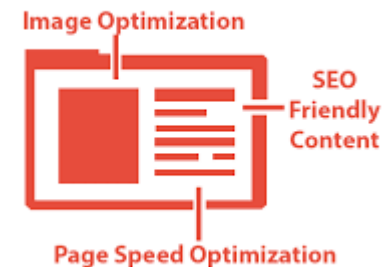 Image Optimization
SEO
Friendly
Content
Page Speed Optimization